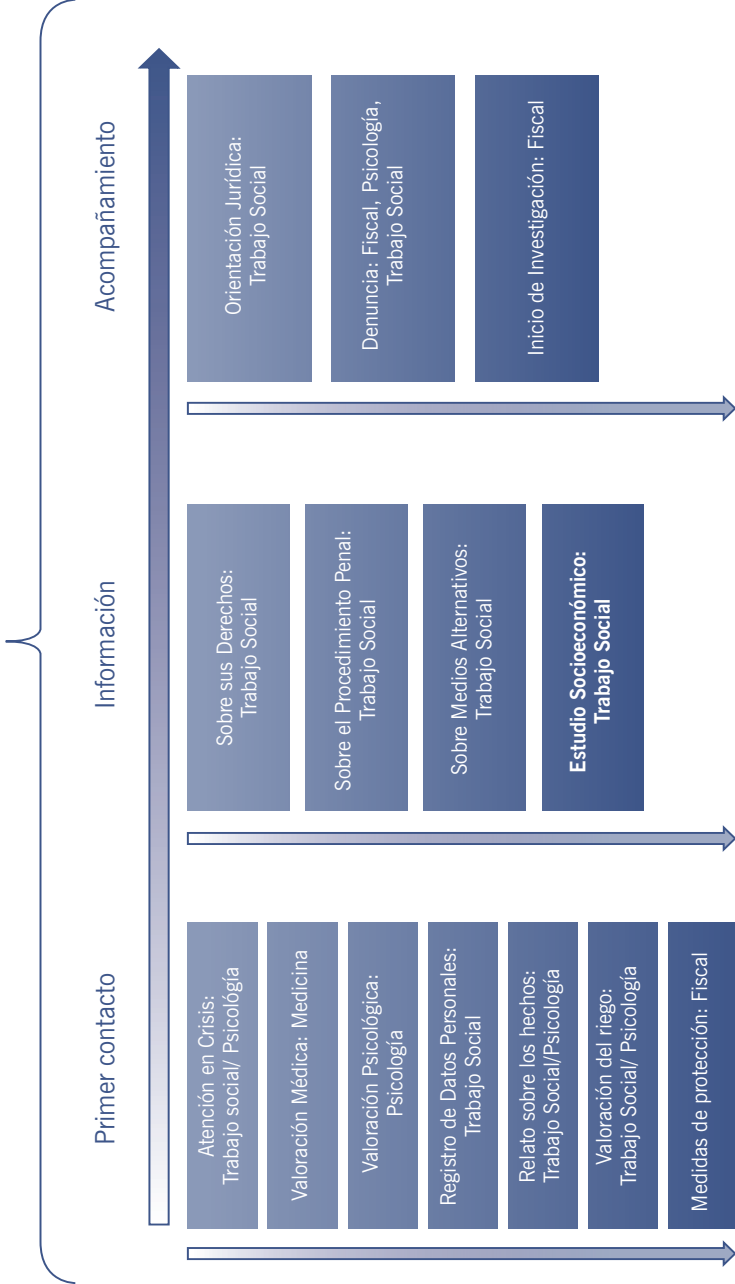 Primer contacto
Atención en Crisis:
Trabajo social/ Psicológía
Valoración Médica: Medicina
Valoración Psicológica:
Psicología
Registro de Datos Personales:
Trabajo Social
Relato sobre los hechos:
Trabajo Social/Psicología
Valoración del riego:
Trabajo Social/ Psicología
Medidas de protección: Fiscal
Información
Sobre sus Derechos:
Trabajo Social
Sobre el Procedimiento Penal:
Trabajo Social
Sobre Medios Alternativos:
Trabajo Social
Estudio Socioeconómico:
Trabajo Social
Acompañamiento
Orientación Jurídica:
Trabajo Social
Denuncia: Fiscal, Psicología,
Trabajo Social
Inicio de Investigación: Fiscal